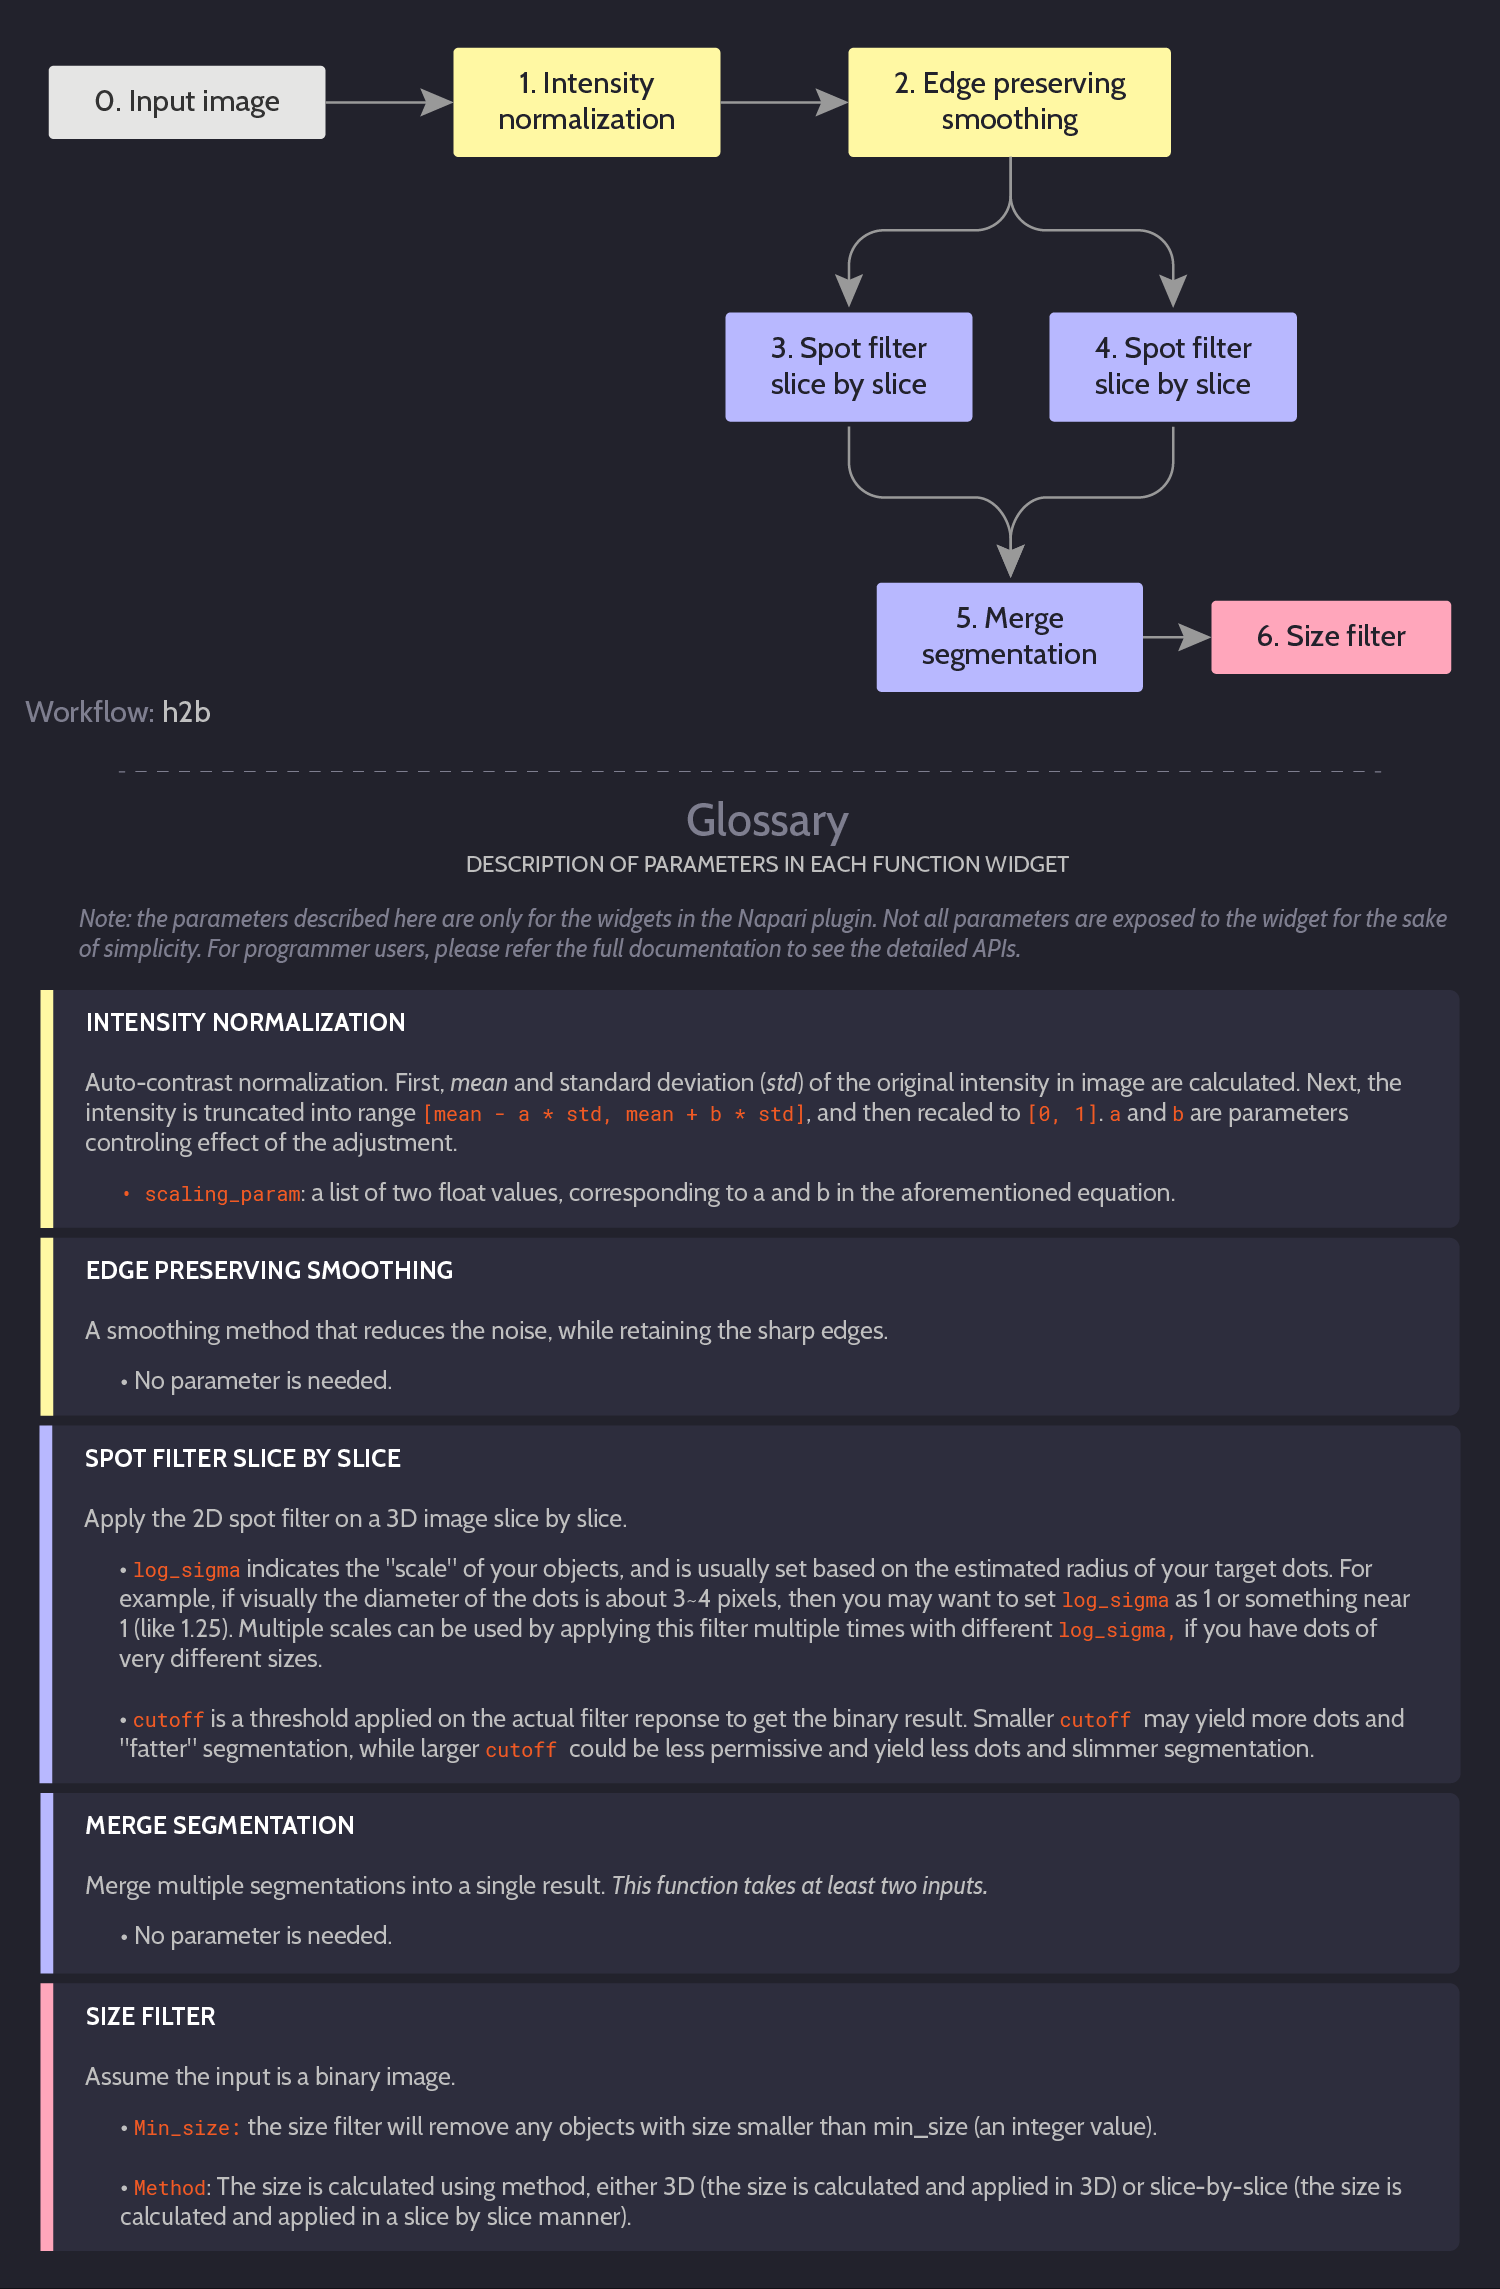 0. Input image
1. Intensity
normalization
2. Edge preserving
smoothing
3. Spot filter
slice by slice
4. Spot filter
slice by slice
5. Merge
segmentation
6. Size filter
Workflow: h2b
Glossary
DESCRIPTION OF PARAMETERS IN EACH FUNCTION WIDGET
Note: the parameters described here are only for the widgets in the Napari plugin. Not all parameters are exposed to the widget for the sake
of simplicity. For programmer users, please refer the full documentation to see the detailed APIs.
INTENSITY NORMALIZATION
Auto-contrast normalization. First, mean and standard deviation (std) of the original intensity in image are calculated. Next, the
intensity is truncated into range [mean - a * std, mean + b * std], and then recaled to [0, 1]. a and b are parameters
controling effect of the adjustment.
• scaling_param: a list of two float values, corresponding to a and b in the aforementioned equation.
EDGE PRESERVING SMOOTHING
A smoothing method that reduces the noise, while retaining the sharp edges.
• No parameter is needed.
SPOT FILTER SLICE BY SLICE
Apply the 2D spot filter on a 3D image slice by slice.
• log_sigma indicates the "scale" of your objects, and is usually set based on the estimated radius of your target dots. For
example, if visually the diameter of the dots is about 3~4 pixels, then you may want to set log_sigma as 1 or something near
1 (like 1.25). Multiple scales can be used by applying this filter multiple times with different log_sigma, if you have dots of
very different sizes.
• cutoff is a threshold applied on the actual filter reponse to get the binary result. Smaller cutoff may yield more dots and
"fatter" segmentation, while larger cutoff could be less permissive and yield less dots and slimmer segmentation.
MERGE SEGMENTATION
Merge multiple segmentations into a single result. This function takes at least two inputs.
• No parameter is needed.
SIZE FILTER
Assume the input is a binary image.
• Min_size: the size filter will remove any objects with size smaller than min_size (an integer value).
• Method: The size is calculated using method, either 3D (the size is calculated and applied in 3D) or slice-by-slice (the size is
calculated and applied in a slice by slice manner).